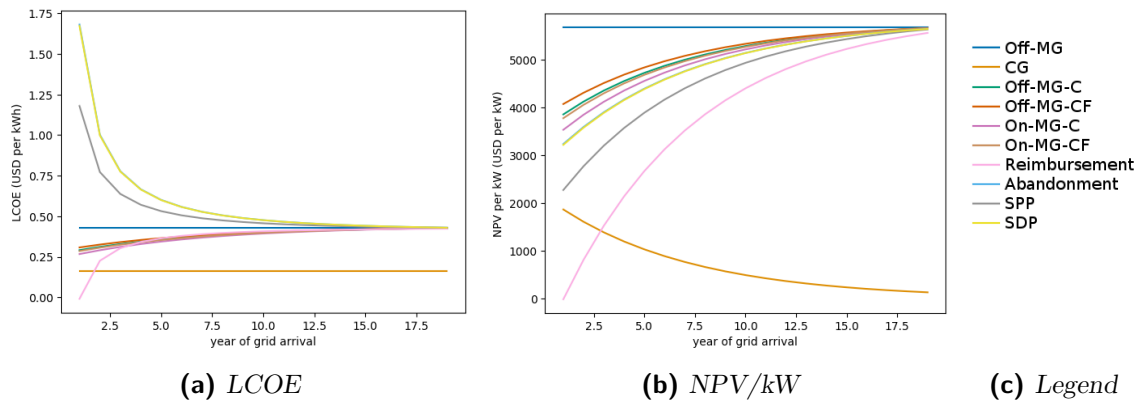 1.75
1.50
1.25
1.00
0.75
0.50
0.25
0.00
LCOE (USD per kWh)
2.5 5.0 7.5 10.0 12.5 15.0 17.5
year of grid arrival
(a) LCOE
5000
4000
3000
2000
1000
0
NPV per kW (USD per kW)
2.5 5.0 7.5 10.0 12.5 15.0 17.5
year of grid arrival
(b) NPV/kW
Off-MG
CG
Off-MG-C
Off-MG-CF
On-MG-C
On-MG-CF
Reimbursement
Abandonment
SPP
SDP
(c) Legend